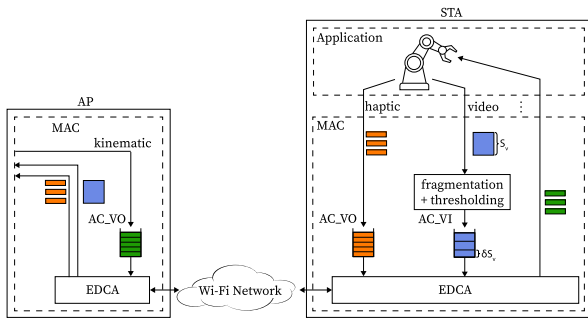 STA
Application
haptic
video
⋮
AP
MAC
kinematic
AC_VO
EDCA
Wi-Fi Network
MAC
S_v
fragmentation
+ thresholding
AC_VO
AC_VI
δS_v
EDCA